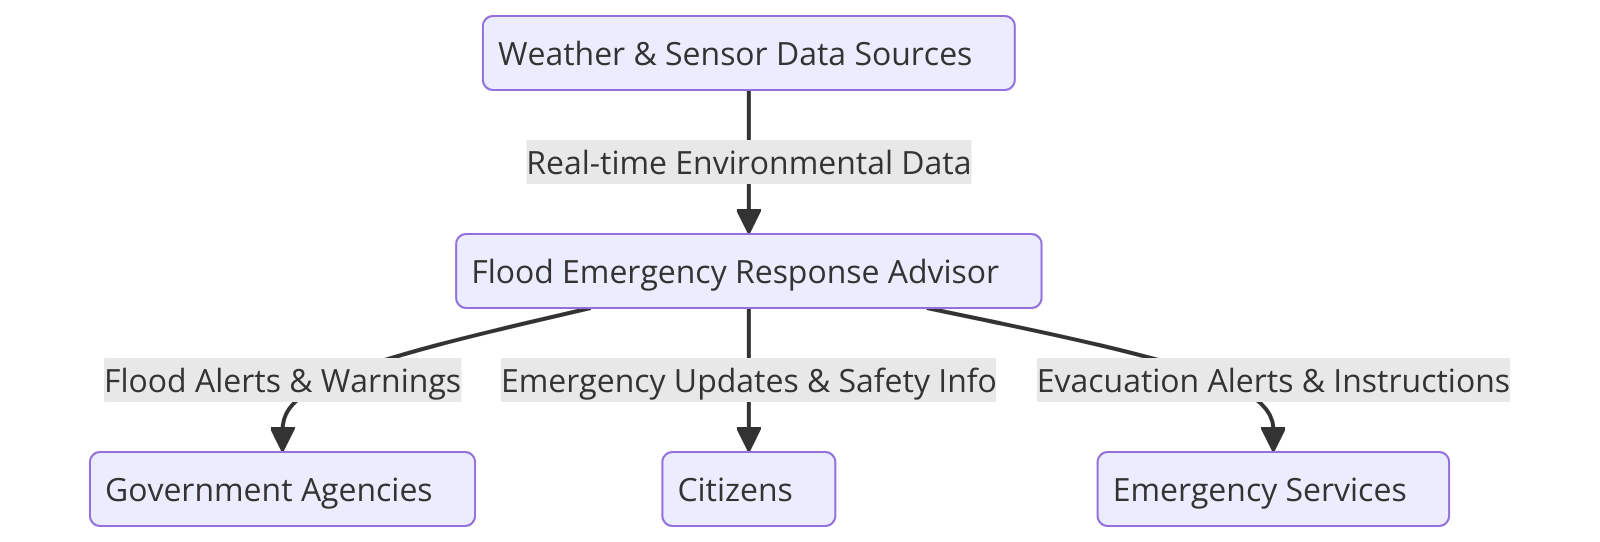 Weather & Sensor Data Sources
Real-time Environmental Data
Flood Emergency Response Advisor
Flood Alerts & Warnings
Emergency Updates & Safety Info
Evacuation Alerts & Instructions
Government Agencies
Citizens
Emergency Services